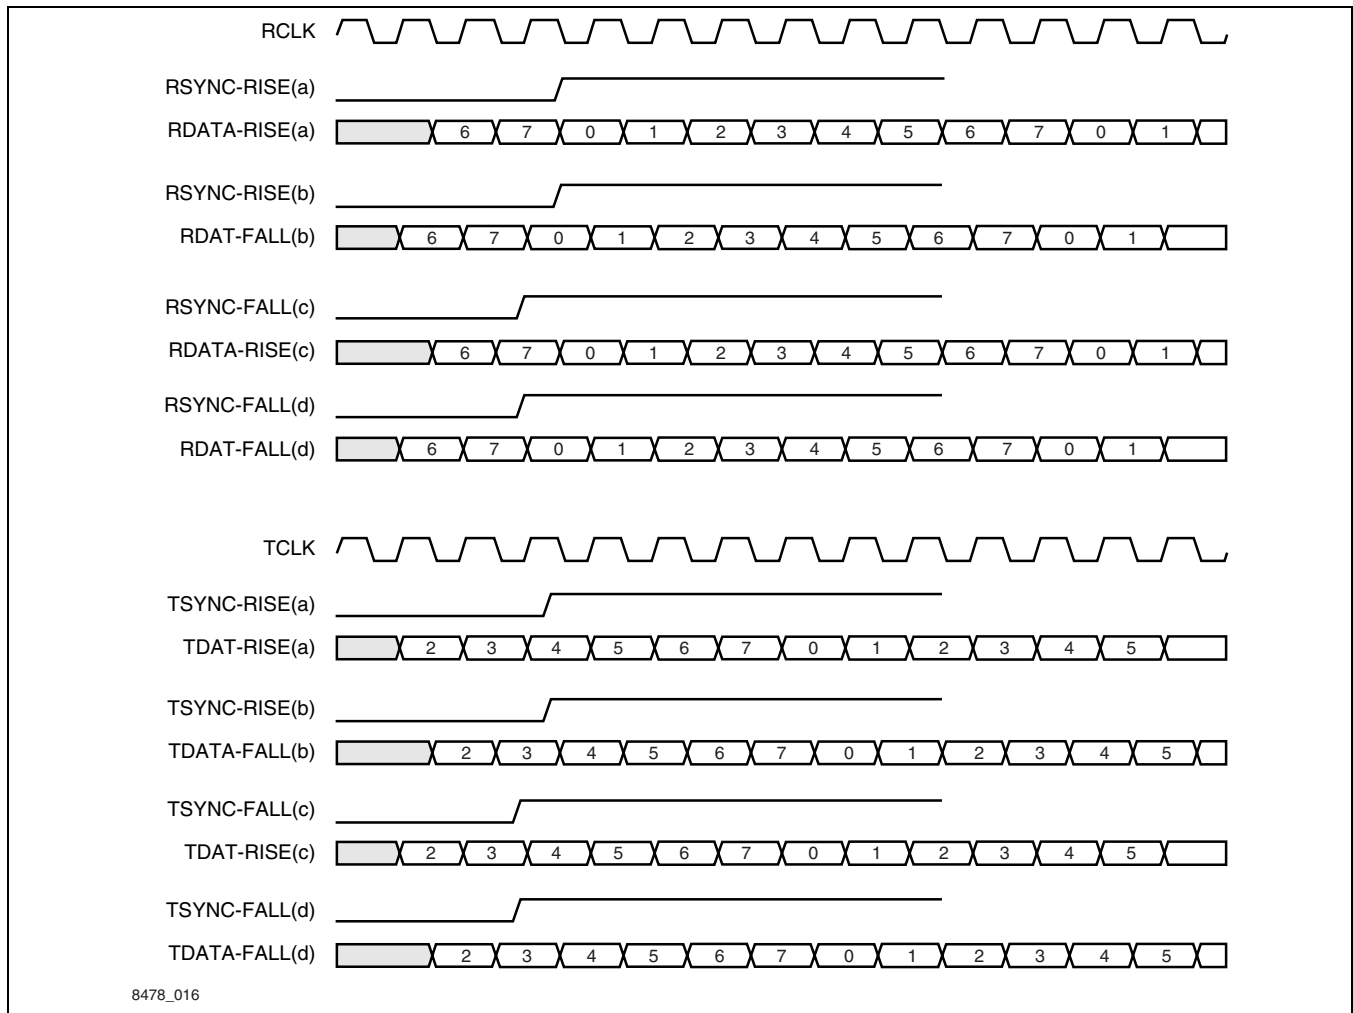 RCLK
RSYNC-RISE(a)
RDATA-RISE(a) 6 7 0 1 2 3 4 5 6 7 0 1
RSYNC-RISE(b)
RDAT-FALL(b) 6 7 0 1 2 3 4 5 6 7 0 1
RSYNC-FALL(c)
RDATA-RISE(c) 6 7 0 1 2 3 4 5 6 7 0 1
RSYNC-FALL(d)
RDAT-FALL(d) 6 7 0 1 2 3 4 5 6 7 0 1
TCLK
TSYNC-RISE(a)
TDAT-RISE(a) 2 3 4 5 6 7 0 1 2 3 4 5
TSYNC-RISE(b)
TDATA-FALL(b) 2 3 4 5 6 7 0 1 2 3 4 5
TSYNC-FALL(c)
TDAT-RISE(c) 2 3 4 5 6 7 0 1 2 3 4 5
TSYNC-FALL(d)
TDATA-FALL(d) 2 3 4 5 6 7 0 1 2 3 4 5
8478_016